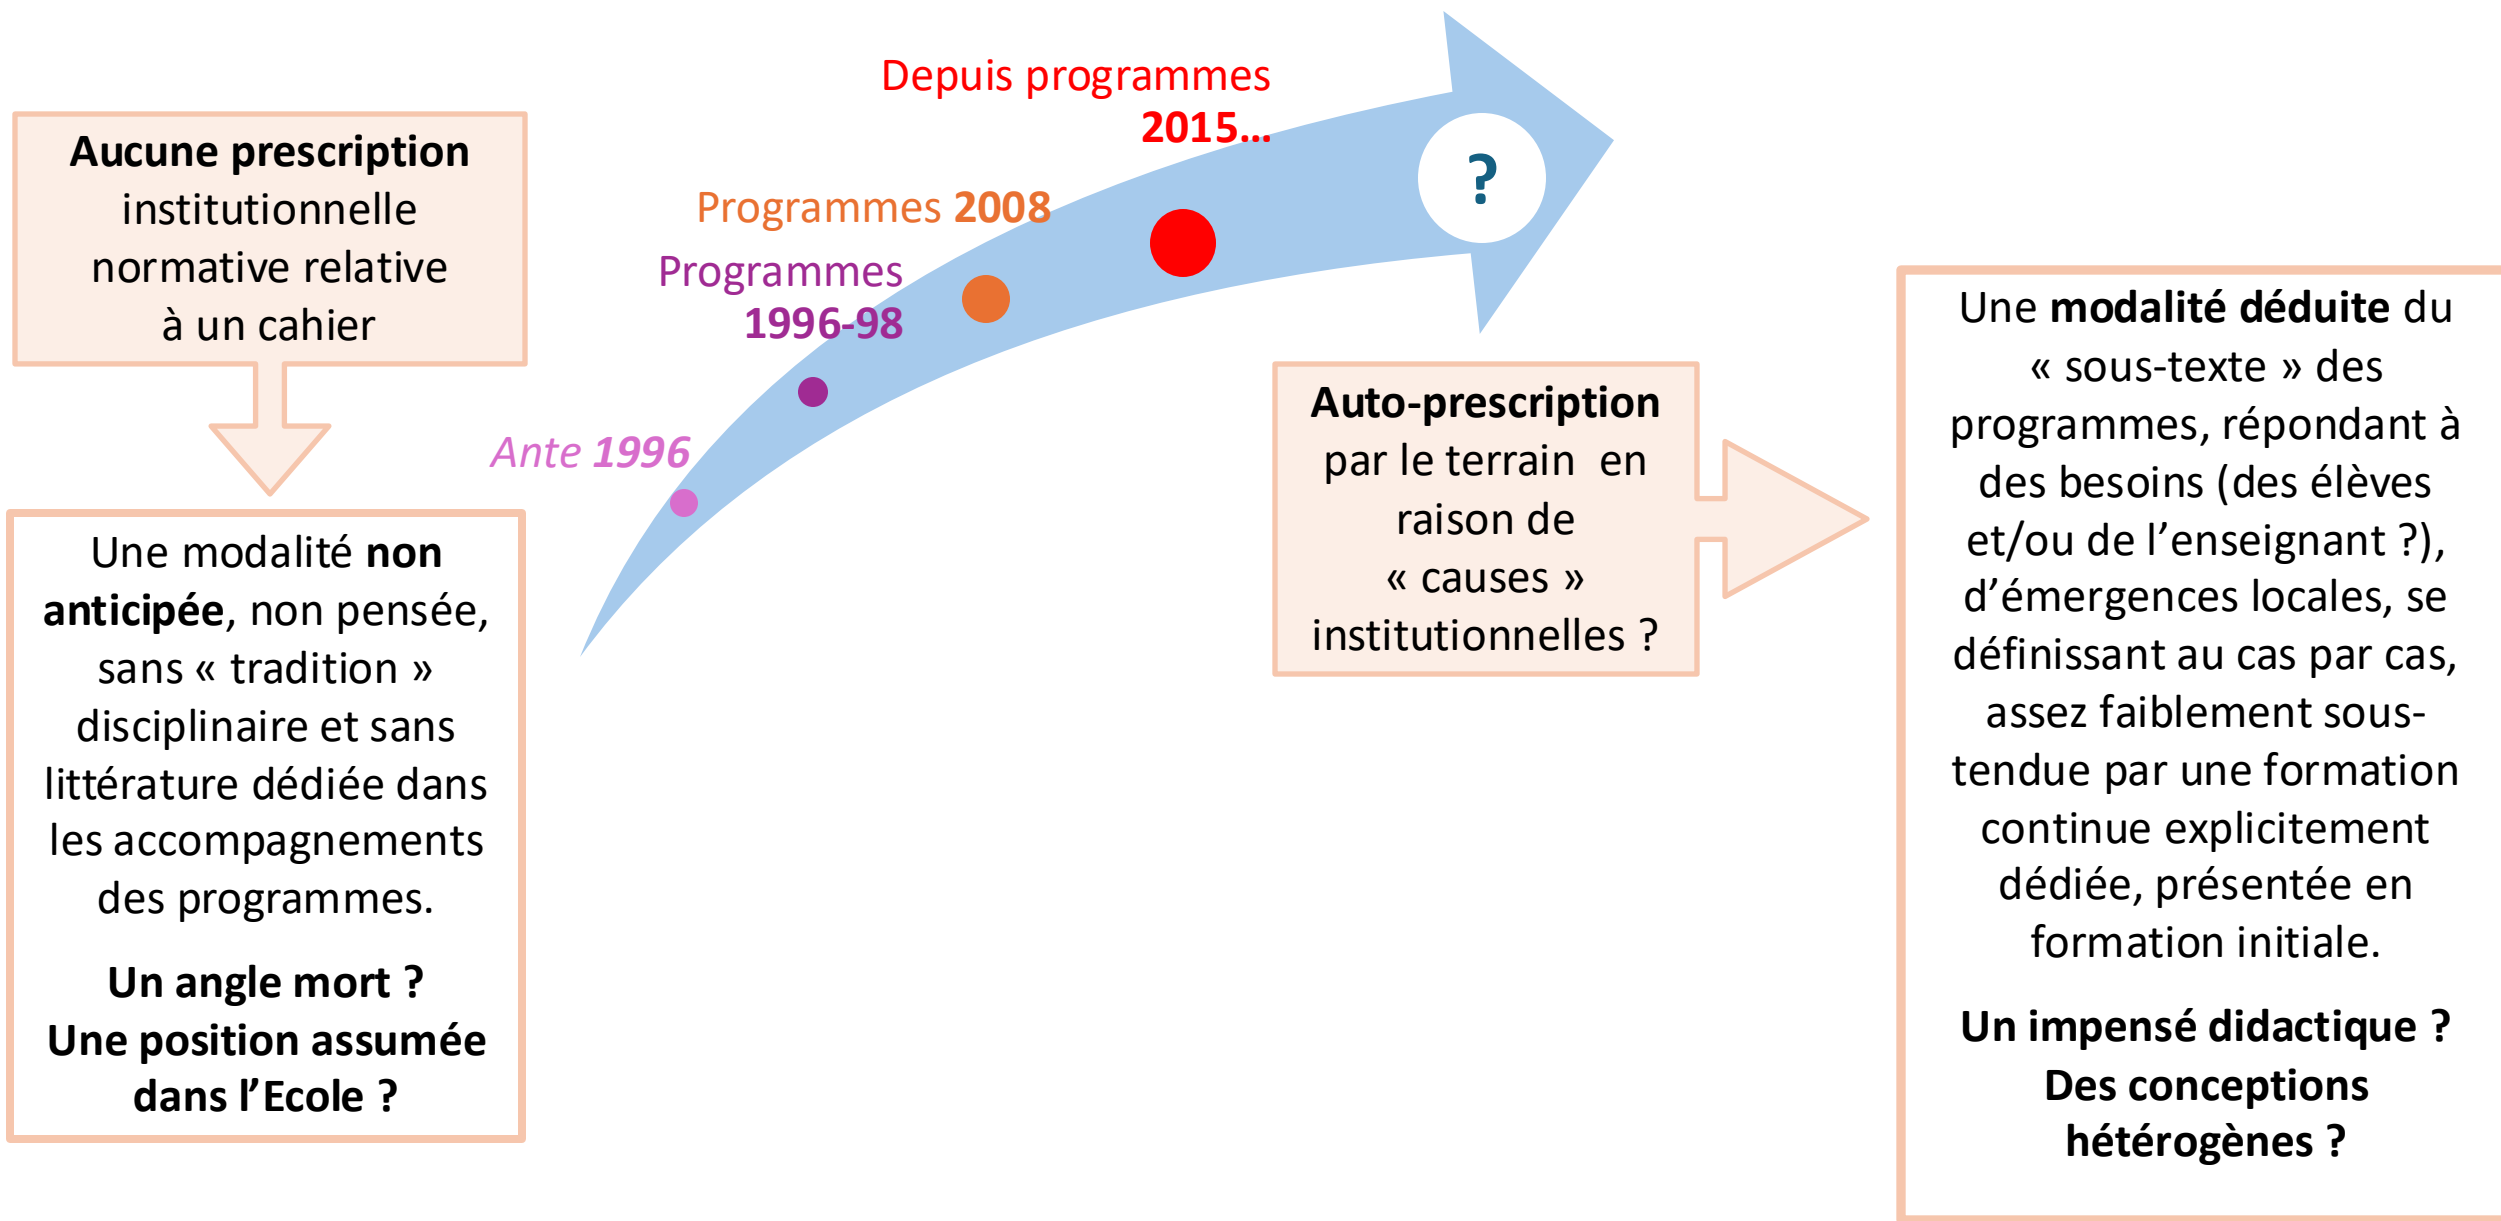 Aucune prescription
institutionnelle
normative relative
à un cahier
Une modalité non
anticipée, non pensée,
sans « tradition »
disciplinaire et sans
littérature dédiée dans
les accompagnements
des programmes.
Un angle mort ?
Une position assumée
dans l’Ecole ?
Ante 1996
Programmes
1996-98
Programmes 2008
Depuis programmes
2015...
?
Auto-prescription
par le terrain en
raison de
« causes »
institutionnelles ?
Une modalité déduite du
« sous-texte » des
programmes, répondant à
des besoins (des élèves
et/ou de l’enseignant ?),
d’émergences locales, se
définissant au cas par cas,
assez faiblement sous-
tendue par une formation
continue explicitement
dédiée, présentée en
formation initiale.
Un impensé didactique ?
Des conceptions
hétérogènes ?